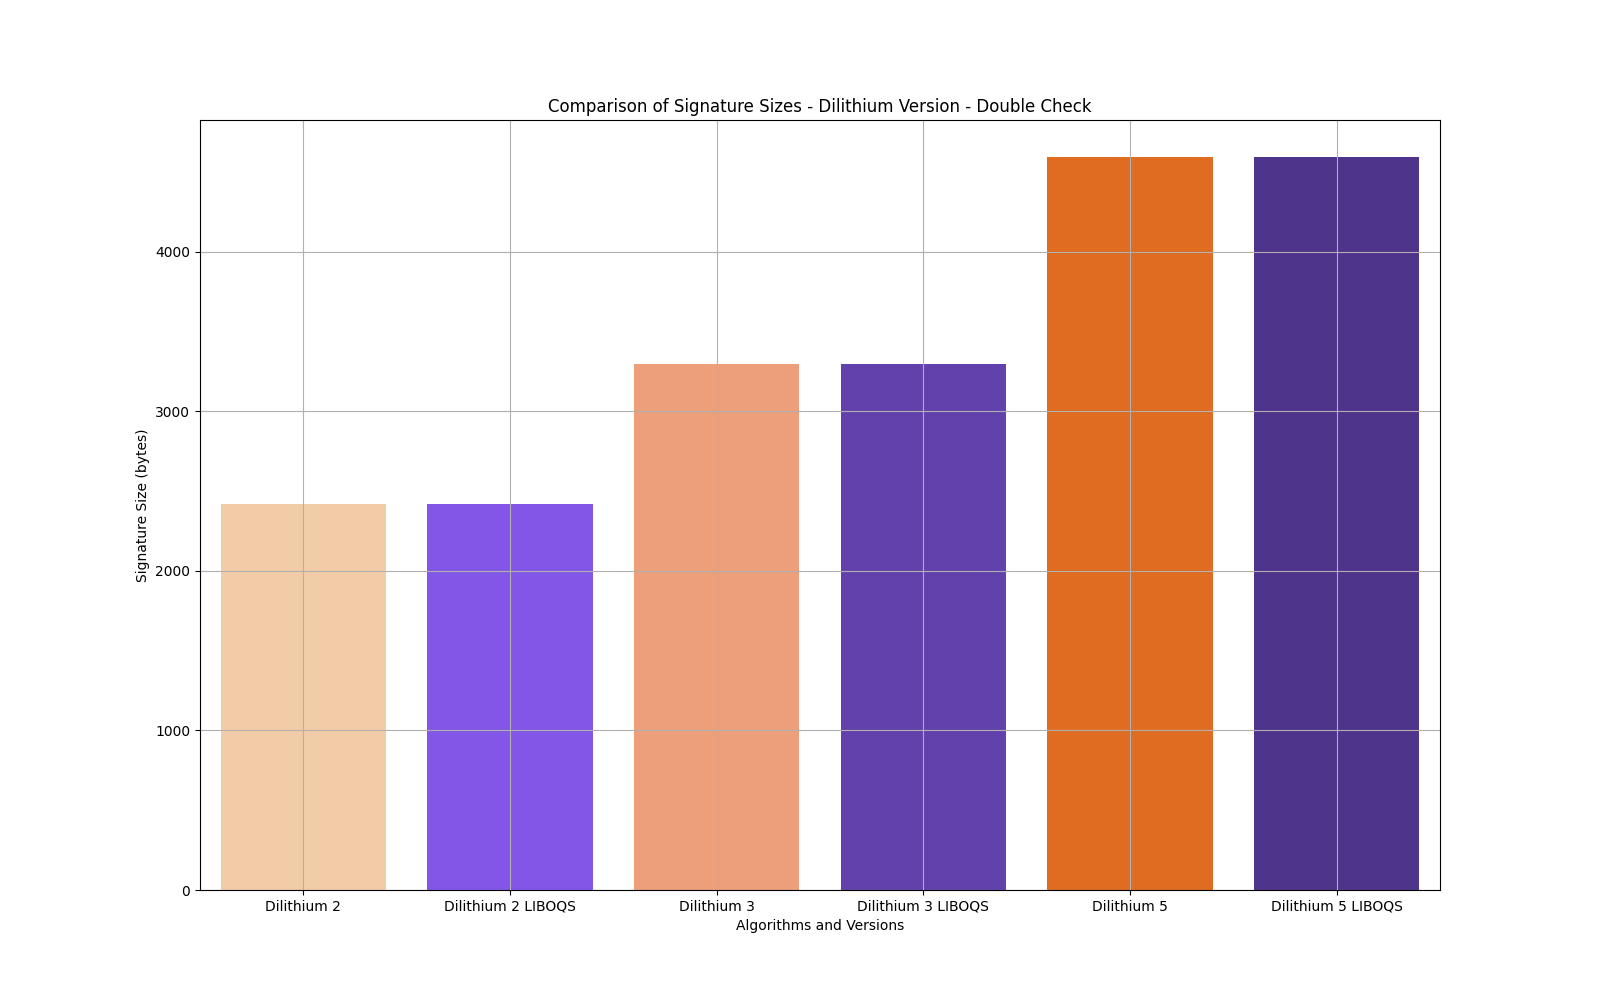 Comparison of Signature Sizes - Dilithium Version - Double Check
Signature Size (bytes)
4000
3000
2000
1000
0
Dilithium 2
Dilithium 2 LIBOQS
Dilithium 3
Dilithium 3 LIBOQS
Dilithium 5
Dilithium 5 LIBOQS
Algorithms and Versions